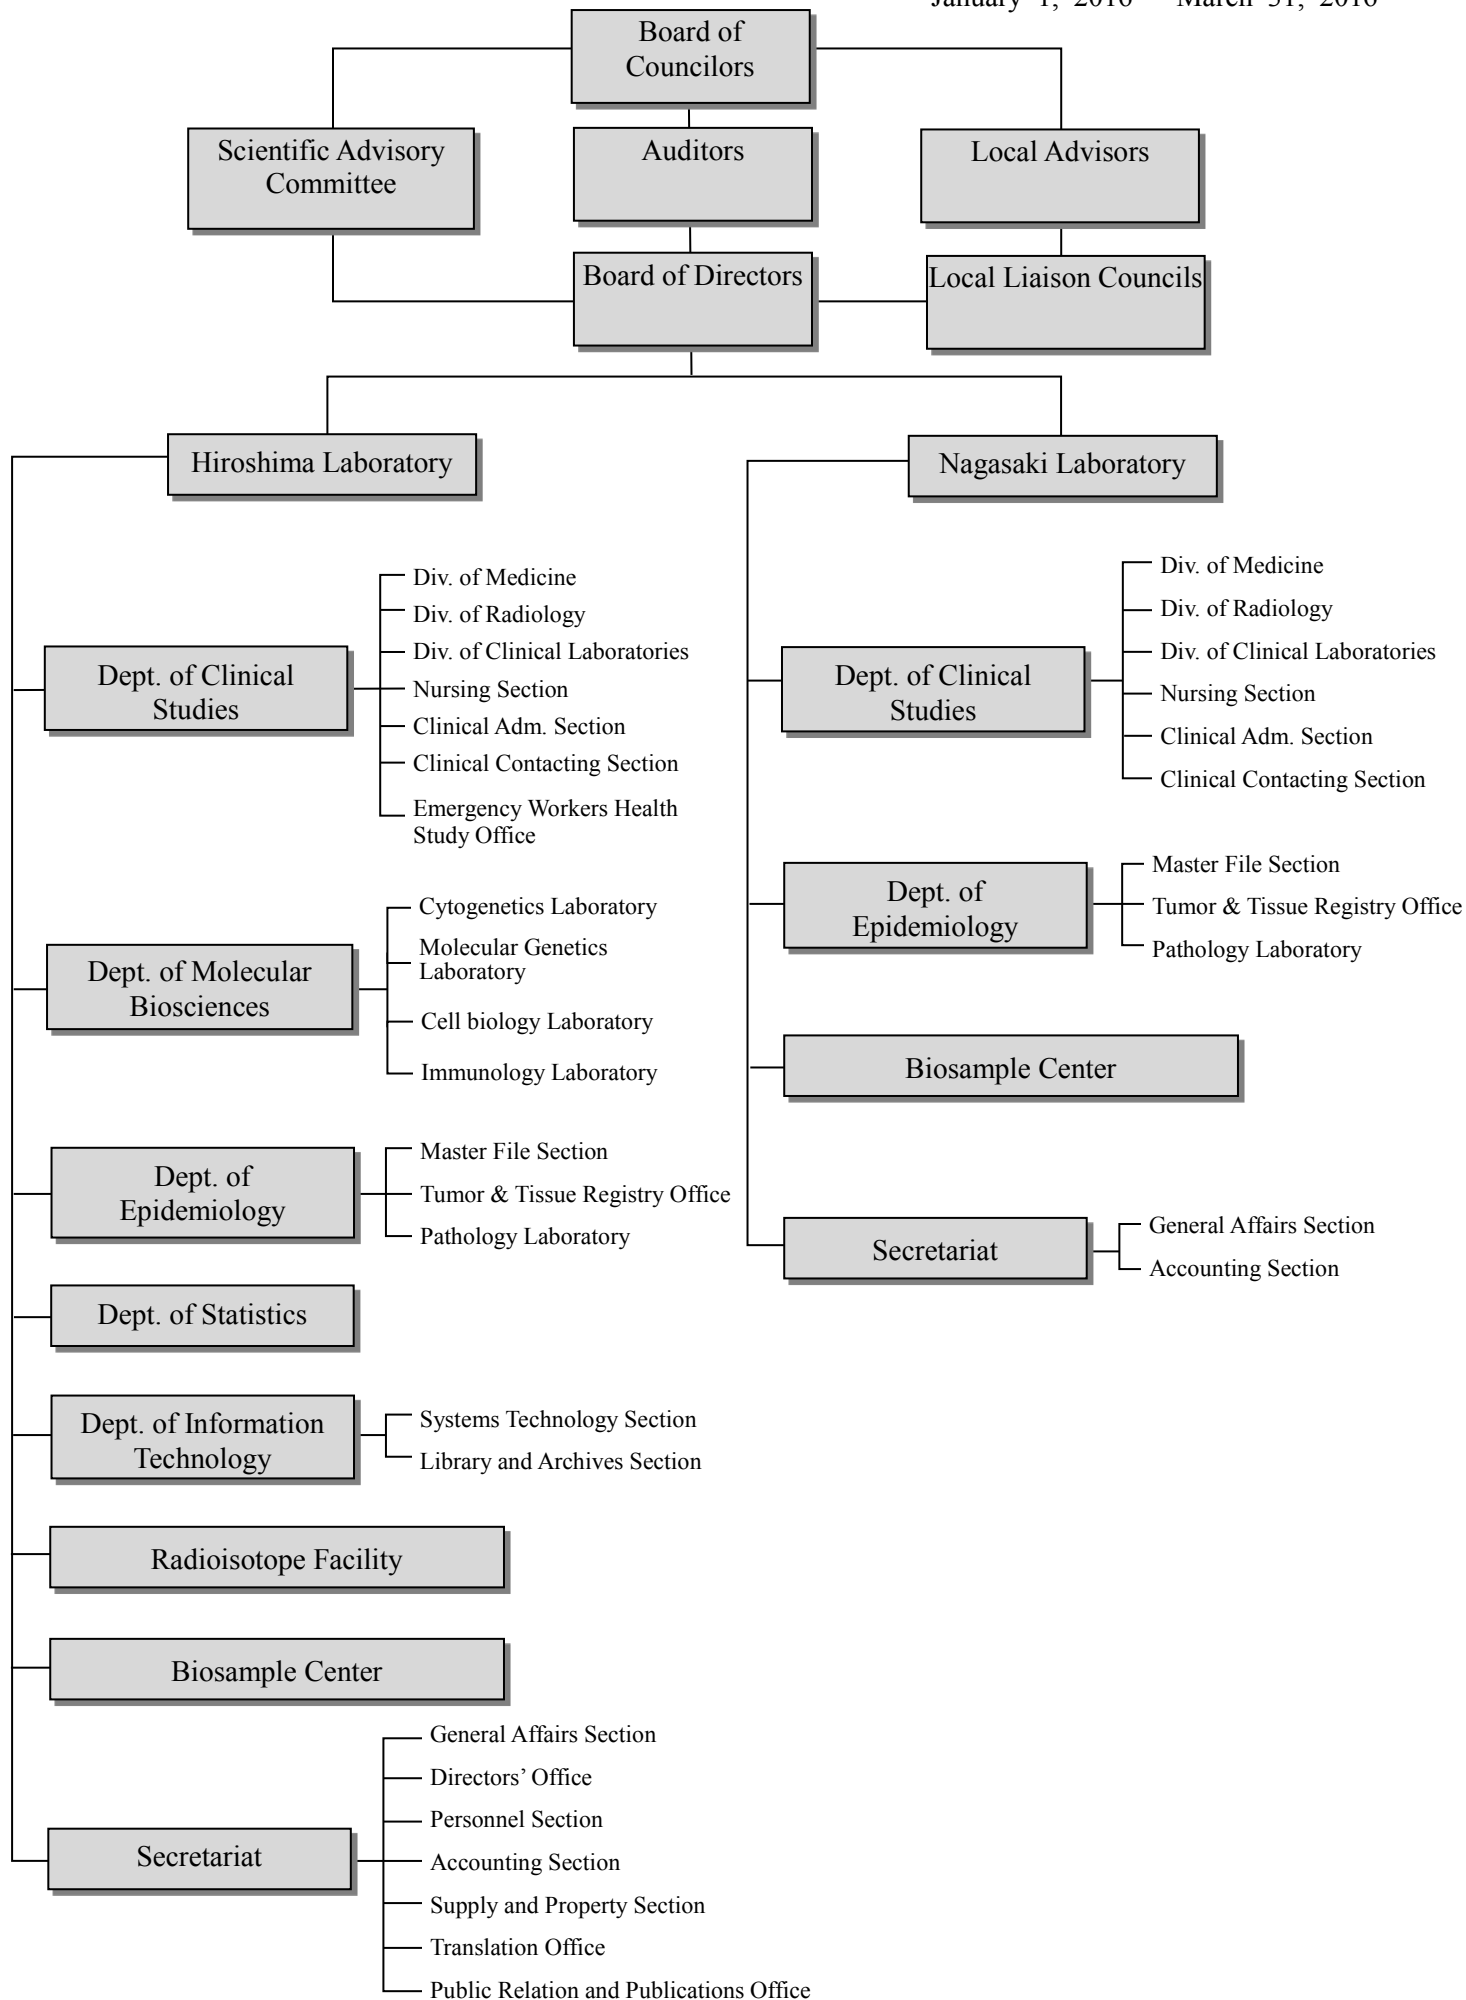 January 1, 2016 March 31, 2016
Board of
Councilors
Scientific Advisory
Committee
Auditors
Local Advisors
Board of Directors
Local Liaison Councils
Hiroshima Laboratory
Dept. of Clinical
Studies
Div. of Medicine
Div. of Radiology
Div. of Clinical Laboratories
Nursing Section
Clinical Adm. Section
Clinical Contacting Section
Emergency Workers Health
Study Office
Dept. of Molecular
Biosciences
Cytogenetics Laboratory
Molecular Genetics
Laboratory
Cell biology Laboratory
Immunology Laboratory
Dept. of
Epidemiology
Master File Section
Tumor & Tissue Registry Office
Pathology Laboratory
Dept. of Statistics
Dept. of Information
Technology
Systems Technology Section
Library and Archives Section
Radioisotope Facility
Biosample Center
Secretariat
General Affairs Section
Directors’ Office
Personnel Section
Accounting Section
Supply and Property Section
Translation Office
Public Relation and Publications Office
Nagasaki Laboratory
Dept. of Clinical
Studies
Div. of Medicine
Div. of Radiology
Div. of Clinical Laboratories
Nursing Section
Clinical Adm. Section
Clinical Contacting Section
Dept. of
Epidemiology
Master File Section
Tumor & Tissue Registry Office
Pathology Laboratory
Biosample Center
Secretariat
General Affairs Section
Accounting Section